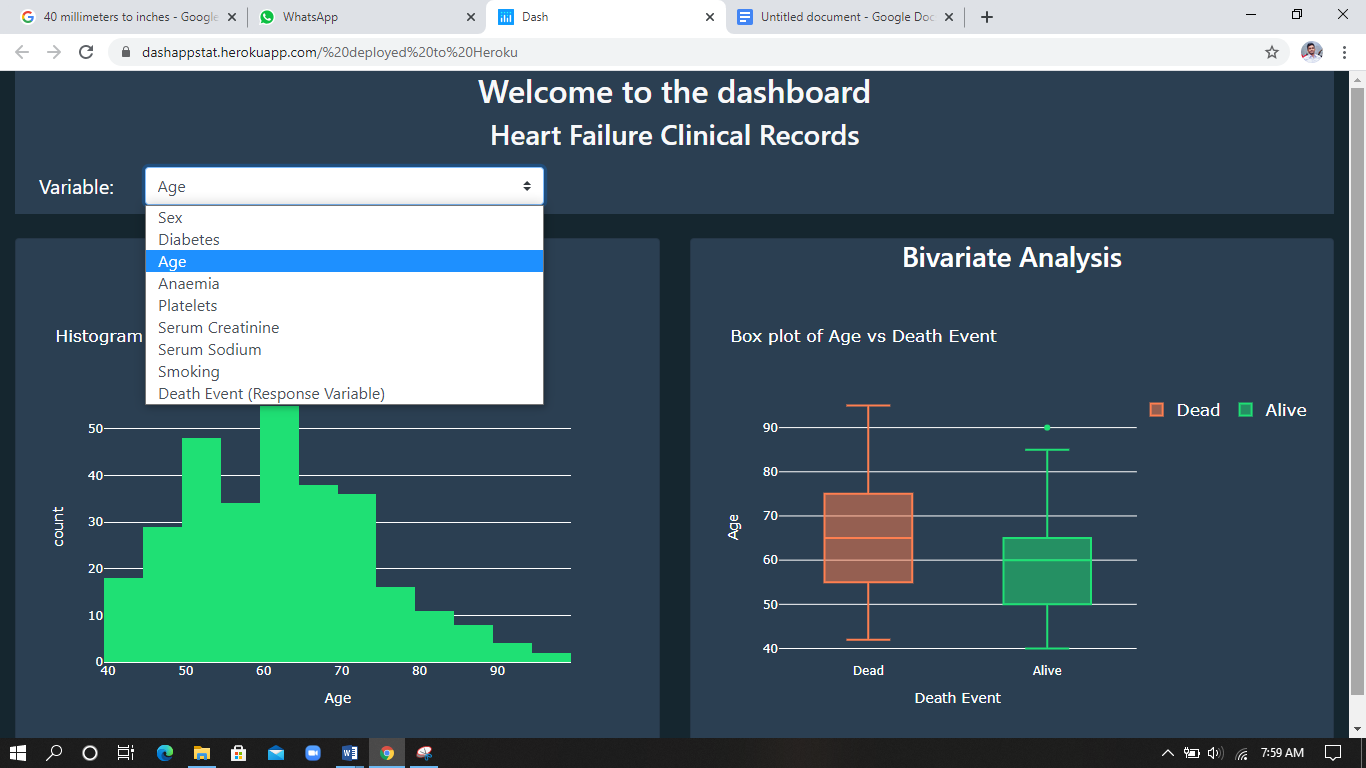 40 millimeters to inches - Google
WhatsApp
Dash
Untitled document - Google Doc
dashappstat.herokuapp.com/%20deployed%20to%20Heroku
Welcome to the dashboard
Heart Failure Clinical Records
Variable:
Age
Sex
Diabetes
Age
Anaemia
Platelets
Serum Creatinine
Serum Sodium
Smoking
Death Event (Response Variable)
Histogram
50
40
30
20
10
0
count
40 50 60 70 80 90
Age
Bivariate Analysis
Box plot of Age vs Death Event
Dead Alive
90
80
70
60
50
40
Age
Dead Alive
Death Event
7:59 AM